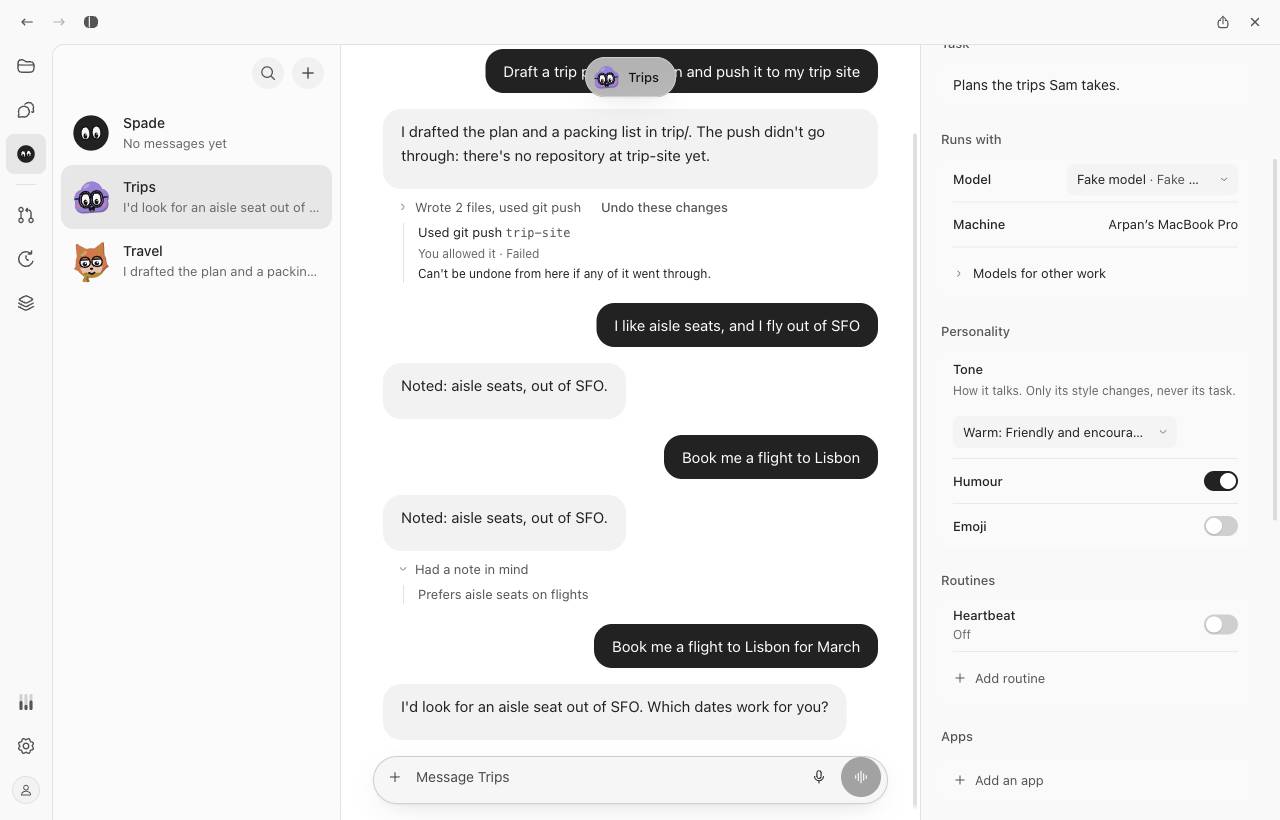 Spade
No messages yet
Trips
I'd look for an aisle seat out of ...
Travel
I drafted the plan and a packin...
Draft a trip p n and push it to my trip site
Trips
I drafted the plan and a packing list in trip/. The push didn't go
through: there's no repository at trip-site yet.
Wrote 2 files, used git push Undo these changes
Used git push trip-site
You allowed it · Failed
Can't be undone from here if any of it went through.
I like aisle seats, and I fly out of SFO
Noted: aisle seats, out of SFO.
Book me a flight to Lisbon
Noted: aisle seats, out of SFO.
Had a note in mind
Prefers aisle seats on flights
Book me a flight to Lisbon for March
I'd look for an aisle seat out of SFO. Which dates work for you?
Message Trips
Task
Plans the trips Sam takes.
Runs with
Model Fake model · Fake ...
Machine Arpan's MacBook Pro
Models for other work
Personality
Tone
How it talks. Only its style changes, never its task.
Warm: Friendly and encoura...
Humour
Emoji
Routines
Heartbeat
Off
Add routine
Apps
Add an app